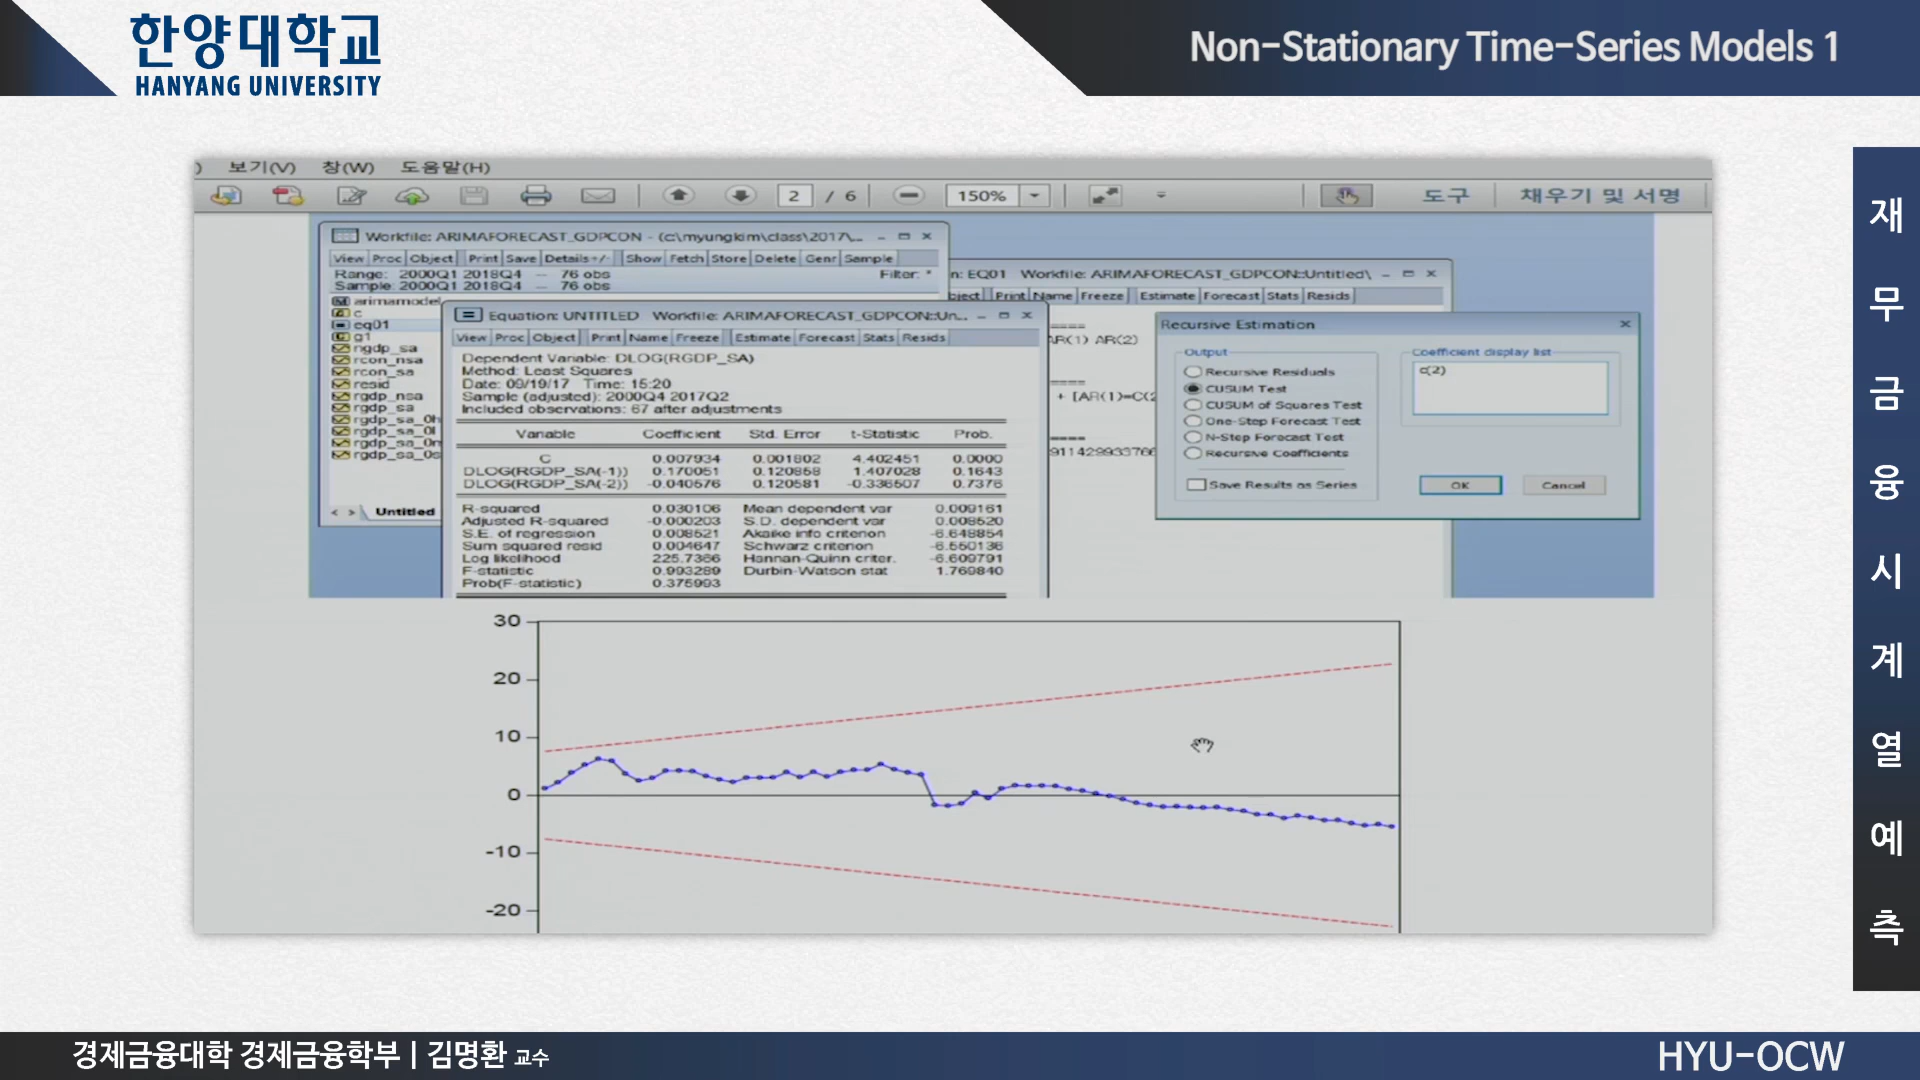 한양대학교
HANYANG UNIVERSITY
Non-Stationary Time-Series Models 1
보기(V) 창(W) 도움말(H)
2 / 6 150% 도구 채우기 및 서명
Workfile: ARIMAFORECAST_GDPCON - (c:\myungkim\class\2017\...
View Proc Object Print Save Details+/- Show Fetch Store Delete Genr Sample
Range: 2000Q1 2018Q4 -- 76 obs Filter: *
Sample: 2000Q1 2018Q4 -- 76 obs
arimamodel
c
eq01
g1
ngdp_sa
rcon_nsa
rcon_sa
resid
rgdp_nsa
rgdp_sa
rgdp_sa_0h
rgdp_sa_0l
rgdp_sa_0m
rgdp_sa_0s
< > Untitled
n: EQ01 Workfile: ARIMAFORECAST_GDPCON::Untitled\
bject Print Name Freeze Estimate Forecast Stats Resids
AR(1) AR(2)
+ [AR(1)=C(2
911429933766
Equation: UNTITLED Workfile: ARIMAFORECAST_GDPCON::Un...
View Proc Object Print Name Freeze Estimate Forecast Stats Resids
Dependent Variable: DLOG(RGDP_SA)
Method: Least Squares
Date: 09/19/17 Time: 15:20
Sample (adjusted): 2000Q4 2017Q2
Included observations: 67 after adjustments
Variable Coefficient Std. Error t-Statistic Prob.
C 0.007934 0.001802 4.402451 0.0000
DLOG(RGDP_SA(-1)) 0.170051 0.120858 1.407028 0.1643
DLOG(RGDP_SA(-2)) -0.040576 0.120581 -0.336507 0.7376
R-squared 0.030106 Mean dependent var 0.009161
Adjusted R-squared -0.000203 S.D. dependent var 0.008520
S.E. of regression 0.008521 Akaike info criterion -6.648854
Sum squared resid 0.004647 Schwarz criterion -6.550136
Log likelihood 225.7366 Hannan-Quinn criter. -6.609791
F-statistic 0.993289 Durbin-Watson stat 1.769840
Prob(F-statistic) 0.375993
Recursive Estimation
Output
Recursive Residuals
CUSUM Test
CUSUM of Squares Test
One-Step Forecast Test
N-Step Forecast Test
Recursive Coefficients
Save Results as Series
Coefficient display list
c(2)
OK Cancel
30
20
10
0
-10
-20
재무금융시계열예측
경제금융대학 경제금융학부 | 김명환 교수
HYU-OCW